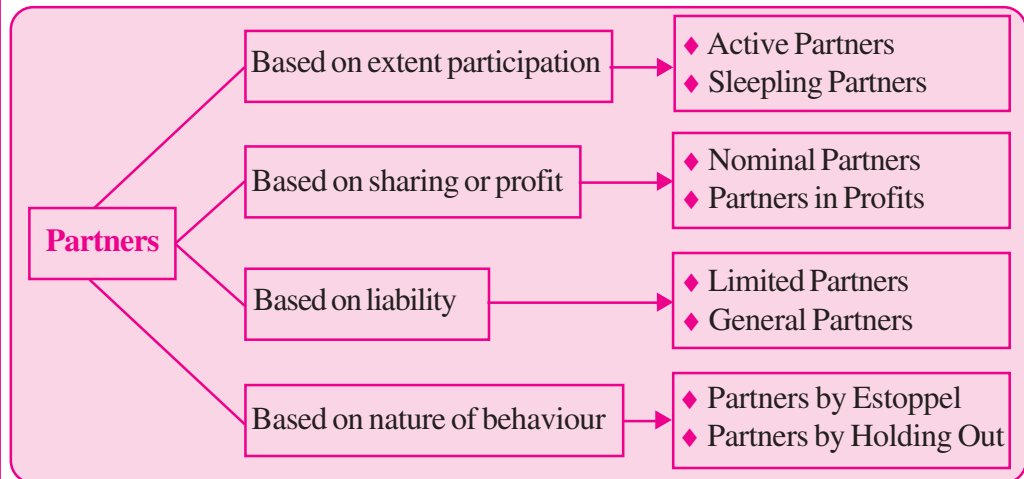 Based on extent participation
♦ Active Partners
♦ Sleepling Partners
Based on sharing or profit
♦ Nominal Partners
♦ Partners in Profits
Partners
Based on liability
♦ Limited Partners
♦ General Partners
Based on nature of behaviour
♦ Partners by Estoppel
♦ Partners by Holding Out